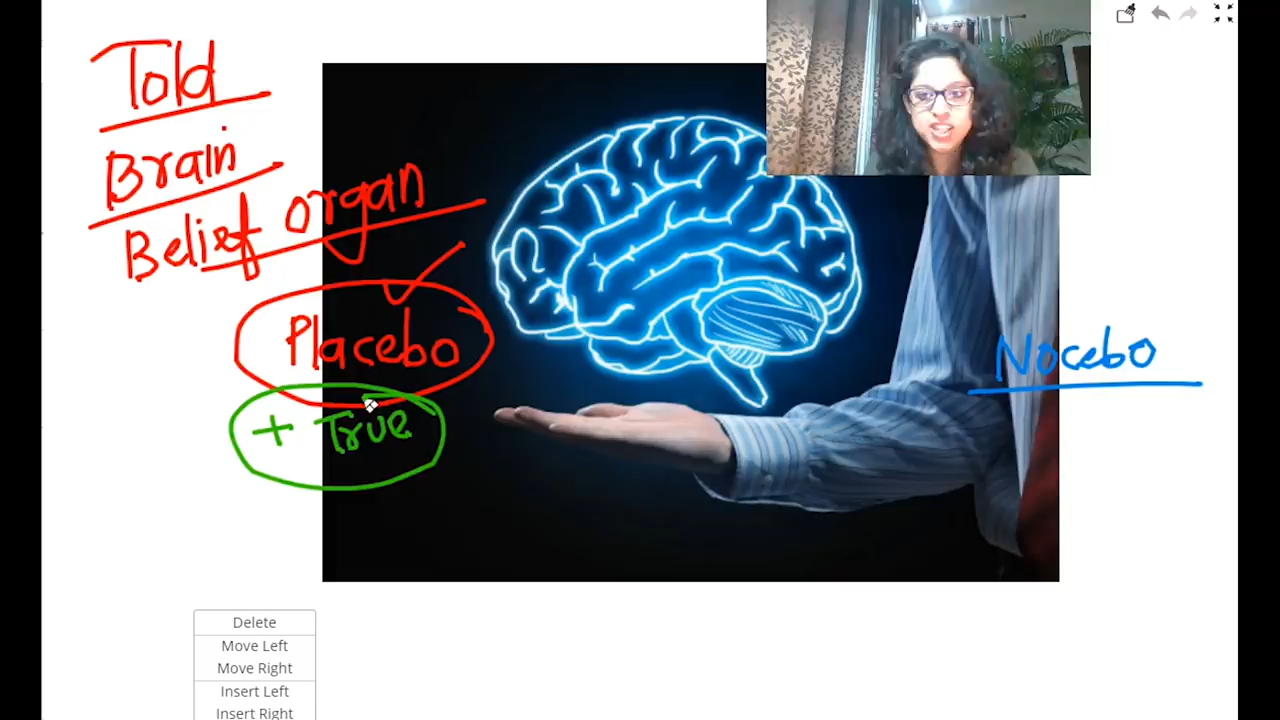 Told
Brain
Belief organ
Placebo
+ True
Nocebo
Delete
Move Left
Move Right
Insert Left
Insert Right